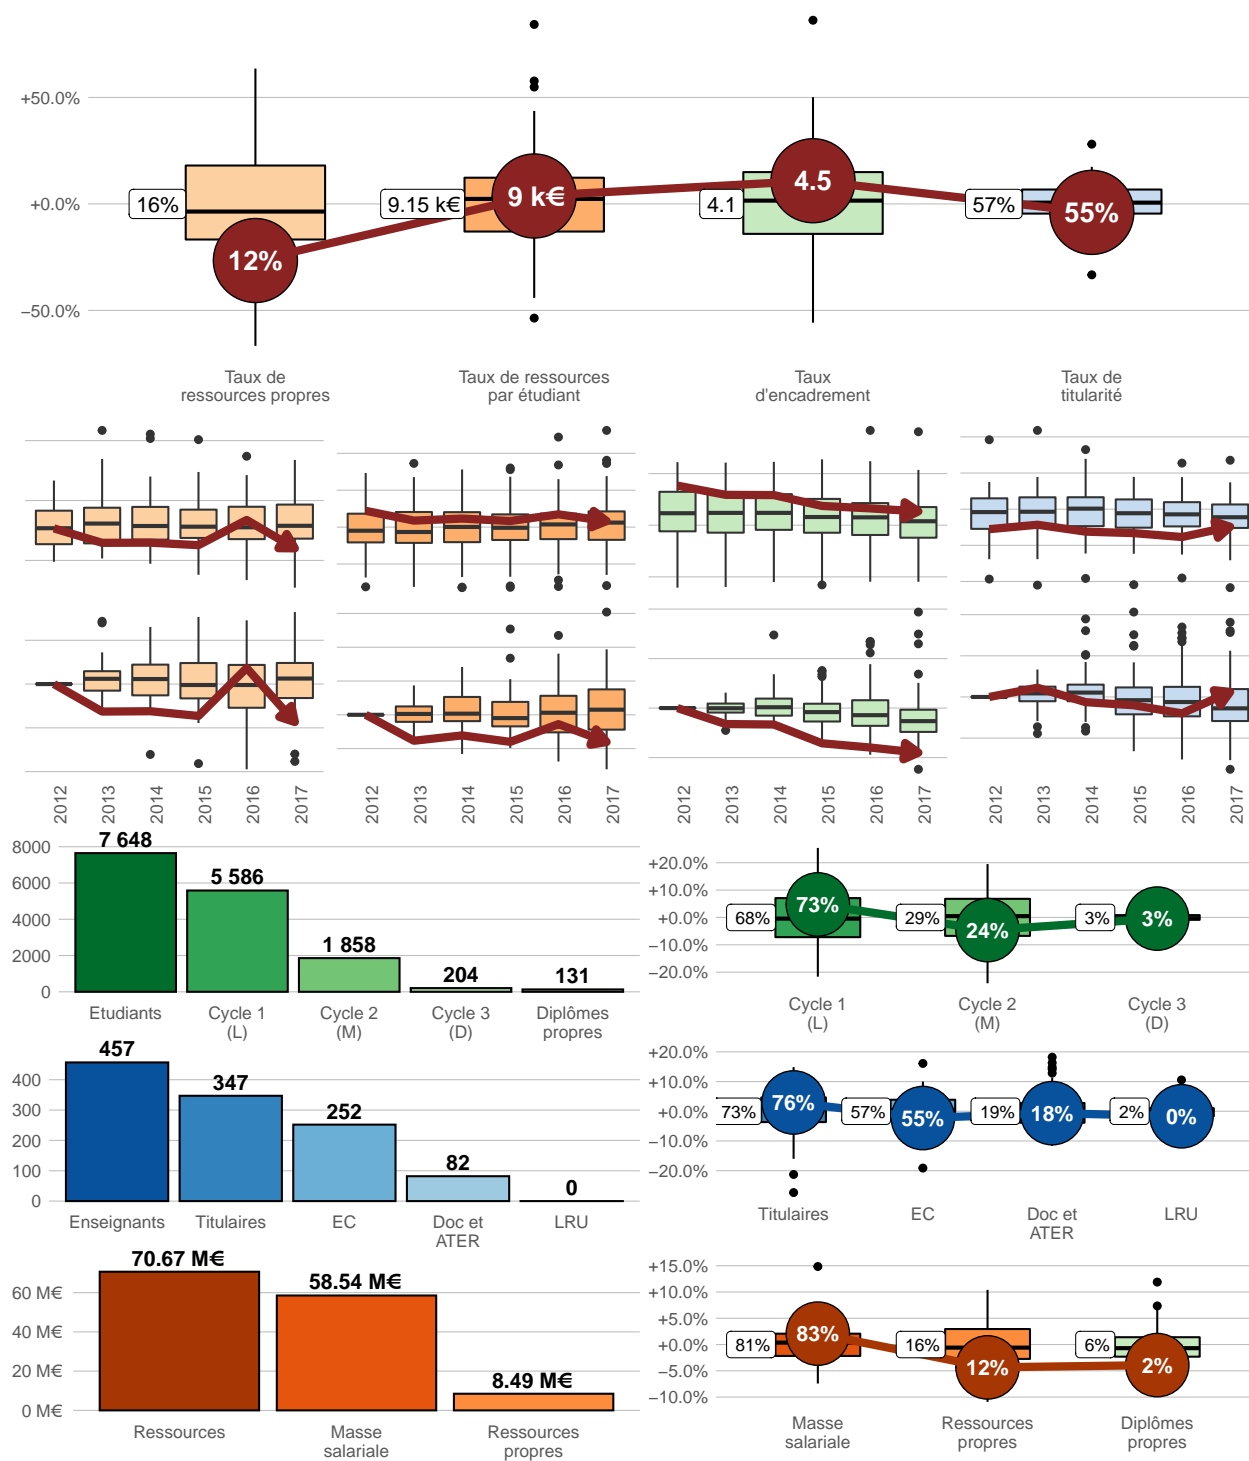 +50.0%
+0.0%
−50.0%
16%
12%
9.15 k€
9 k€
4.1
4.5
57%
55%
Taux de
ressources propres
Taux de ressources
par étudiant
Taux
d'encadrement
Taux de
titularité
2012
2013
2014
2015
2016
2017
2012
2013
2014
2015
2016
2017
2012
2013
2014
2015
2016
2017
2012
2013
2014
2015
2016
2017
8000
6000
4000
2000
0
7 648
5 586
1 858
204
131
Etudiants
Cycle 1
(L)
Cycle 2
(M)
Cycle 3
(D)
Diplômes
propres
+20.0%
+10.0%
+0.0%
−10.0%
−20.0%
68%
73%
29%
24%
3%
3%
Cycle 1
(L)
Cycle 2
(M)
Cycle 3
(D)
400
300
200
100
0
457
347
252
82
0
Enseignants
Titulaires
EC
Doc et
ATER
LRU
+20.0%
+10.0%
+0.0%
−10.0%
−20.0%
73%
76%
57%
55%
19%
18%
2%
0%
Titulaires
EC
Doc et
ATER
LRU
60 M€
40 M€
20 M€
0 M€
70.67 M€
58.54 M€
8.49 M€
Ressources
Masse
salariale
Ressources
propres
+15.0%
+10.0%
+5.0%
+0.0%
−5.0%
−10.0%
81%
83%
16%
12%
6%
2%
Masse
salariale
Ressources
propres
Diplômes
propres